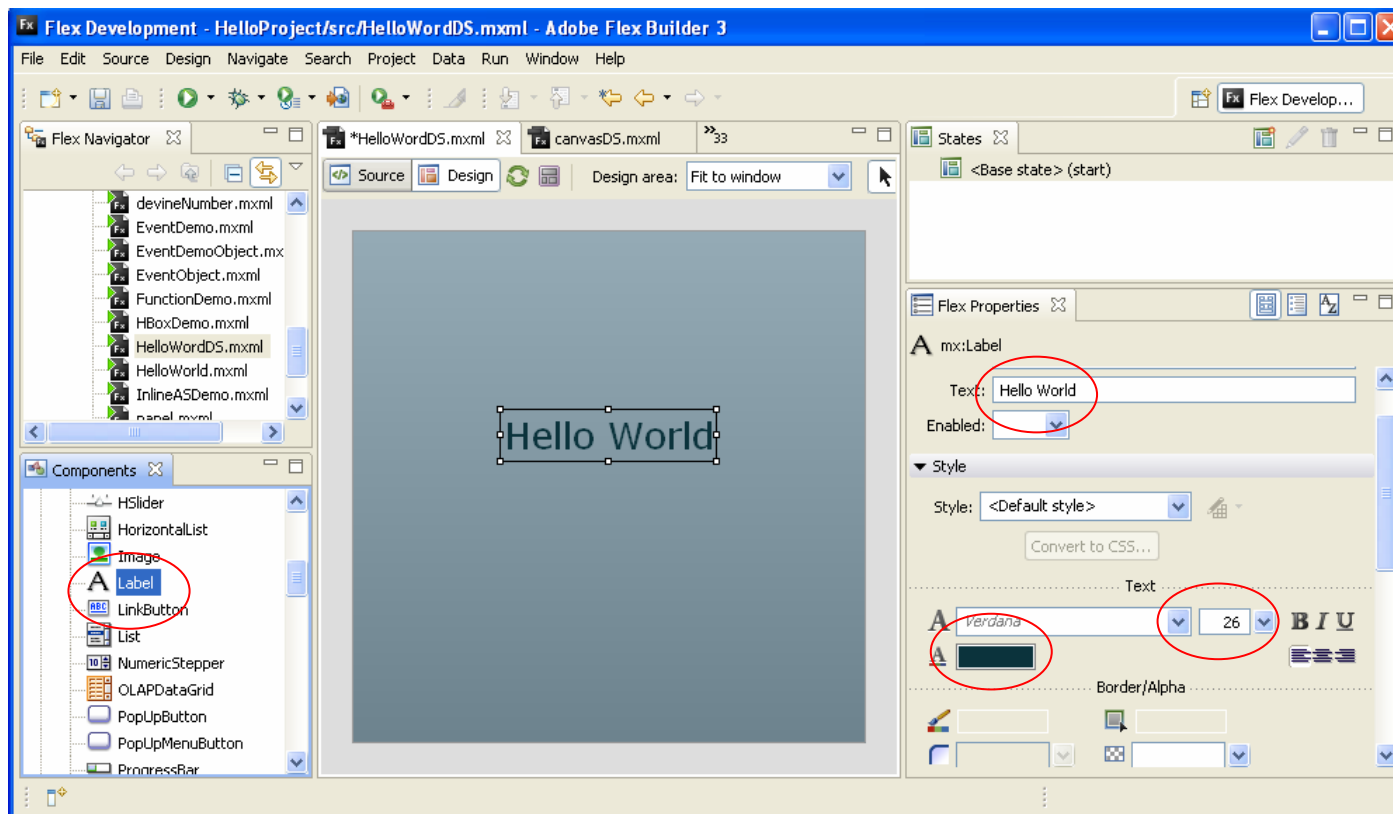 Flex Development - HelloProject/src/HelloWordDS.mxml - Adobe Flex Builder 3
File Edit Source Design Navigate Search Project Data Run Window Help
Flex Develop...
Flex Navigator
devineNumber.mxml
EventDemo.mxml
EventDemoObject.mx
EventObject.mxml
FunctionDemo.mxml
HBoxDemo.mxml
HelloWordDS.mxml
HelloWorld.mxml
InlineASDemo.mxml
panel.mxml
Components
HSlider
HorizontalList
Image
Label
LinkButton
List
NumericStepper
OLAPDataGrid
PopUpButton
PopUpMenuButton
ProgressBar
*HelloWordDS.mxml canvasDS.mxml »33
Source Design Design area: Fit to window
Hello World
States
<Base state> (start)
Flex Properties
mx:Label
Text: Hello World
Enabled:
Style
Style: <Default style>
Convert to CSS...
Text
Verdana 26 B I U
Border/Alpha